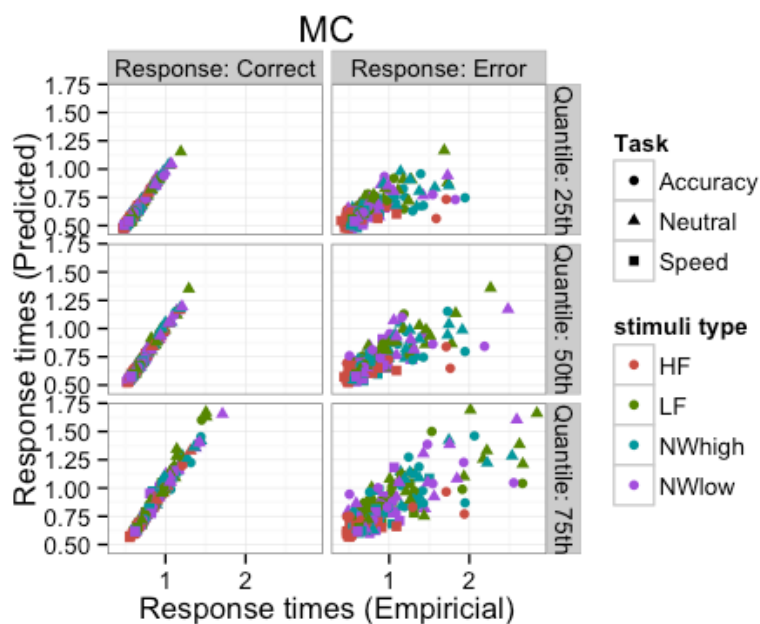 MC
Response: Correct
Response: Error
Response times (Predicted)
1.75
1.50
1.25
1.00
0.75
0.50
Quantile: 25th
1.75
1.50
1.25
1.00
0.75
0.50
Quantile: 50th
1.75
1.50
1.25
1.00
0.75
0.50
Quantile: 75th
1 2
1 2
Response times (Empiricial)
Task
Accuracy
Neutral
Speed
stimuli type
HF
LF
NWhigh
NWlow